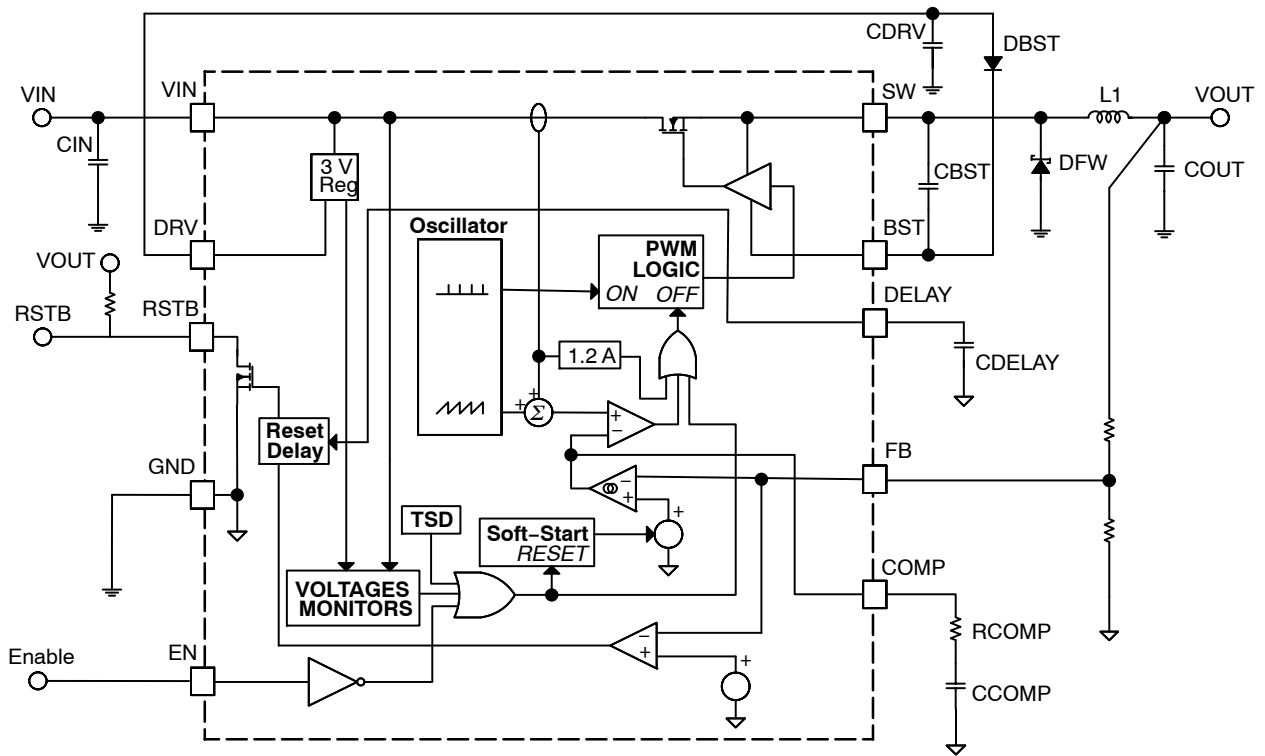 CDRV
DBST
VIN
VIN
SW
L1
VOUT
CIN
3 V
Reg
CBST
DFW
COUT
DRV
Oscillator
BST
VOUT
PWM
LOGIC
ON OFF
DELAY
RSTB
RSTB
1.2 A
CDELAY
+
+
Σ
+
−
Reset
Delay
GND
FB
−
+
+
TSD
Soft−Start
RESET
COMP
VOLTAGES
MONITORS
RCOMP
Enable
EN
−
+
+
CCOMP